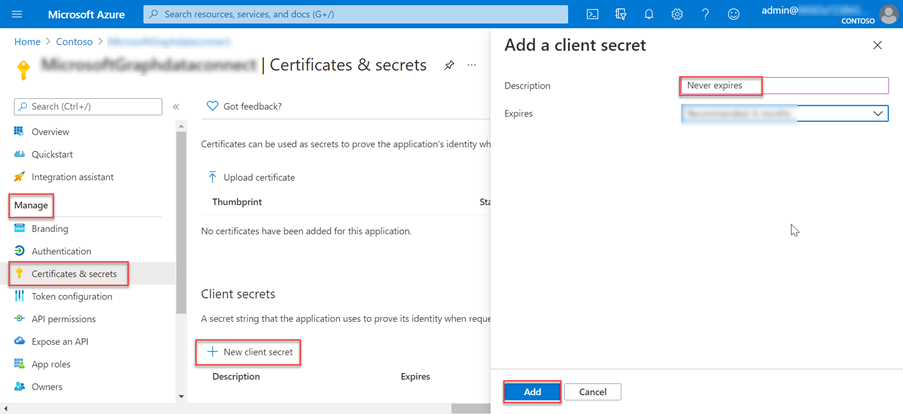 Microsoft Azure
Search resources, services, and docs (G+/)
admin@
CONTOSO
Home > Contoso >
| Certificates & secrets
Search (Ctrl+/)
Overview
Quickstart
Integration assistant
Manage
Branding
Authentication
Certificates & secrets
Token configuration
API permissions
Expose an API
App roles
Owners
Got feedback?
Certificates can be used as secrets to prove the application's identity wh
Upload certificate
Thumbprint Sta
No certificates have been added for this application.
Client secrets
A secret string that the application uses to prove its identity when reque
New client secret
Description Expires
Add a client secret
Description Never expires
Expires
Add Cancel